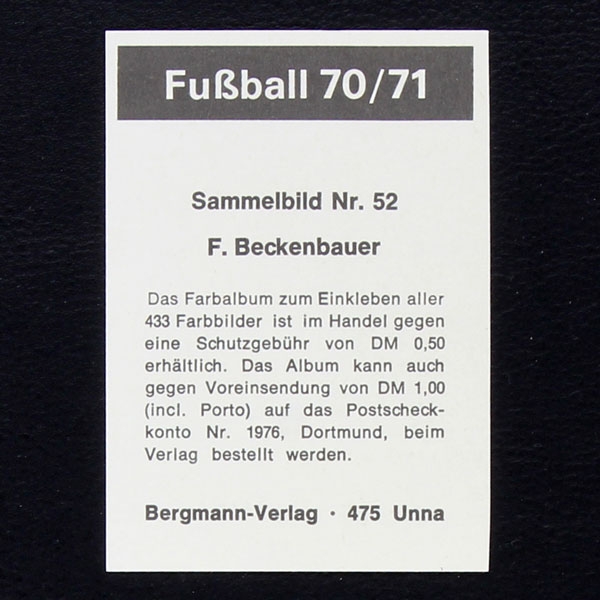 Fußball 70/71
Sammelbild Nr. 52
F. Beckenbauer
Das Farbalbum zum Einkleben aller
433 Farbbilder ist im Handel gegen
eine Schutzgebühr von DM 0,50
erhältlich. Das Album kann auch
gegen Voreinsendung von DM 1,00
(incl. Porto) auf das Postscheck-
konto Nr. 1976, Dortmund, beim
Verlag bestellt werden.
Bergmann-Verlag · 475 Unna